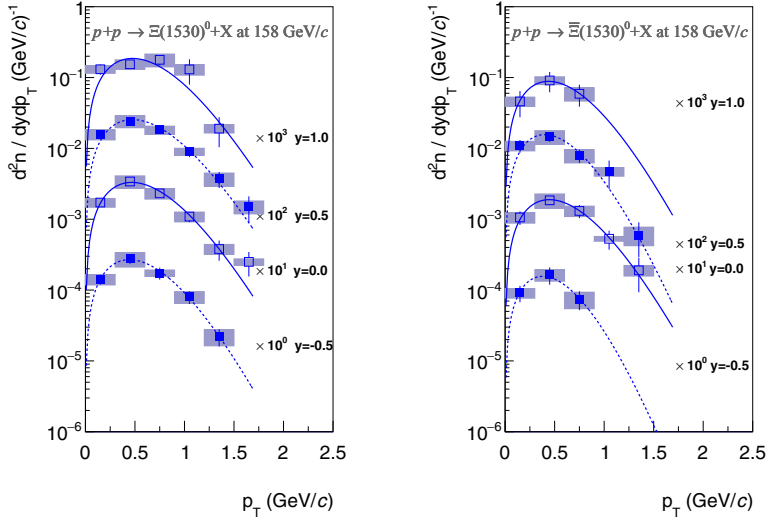 p+p → Ξ(1530)⁰+X at 158 GeV/c
d²n / dydp_T (GeV/c)⁻¹
10⁻¹
10⁻²
10⁻³
10⁻⁴
10⁻⁵
10⁻⁶
× 10³ y=1.0
× 10² y=0.5
× 10¹ y=0.0
× 10⁰ y=-0.5
0 0.5 1 1.5 2 2.5
p_T (GeV/c)
p+p → Ξ̅(1530)⁰+X at 158 GeV/c
d²n / dydp_T (GeV/c)⁻¹
10⁻¹
10⁻²
10⁻³
10⁻⁴
10⁻⁵
10⁻⁶
× 10³ y=1.0
× 10² y=0.5
× 10¹ y=0.0
× 10⁰ y=-0.5
0 0.5 1 1.5 2 2.5
p_T (GeV/c)